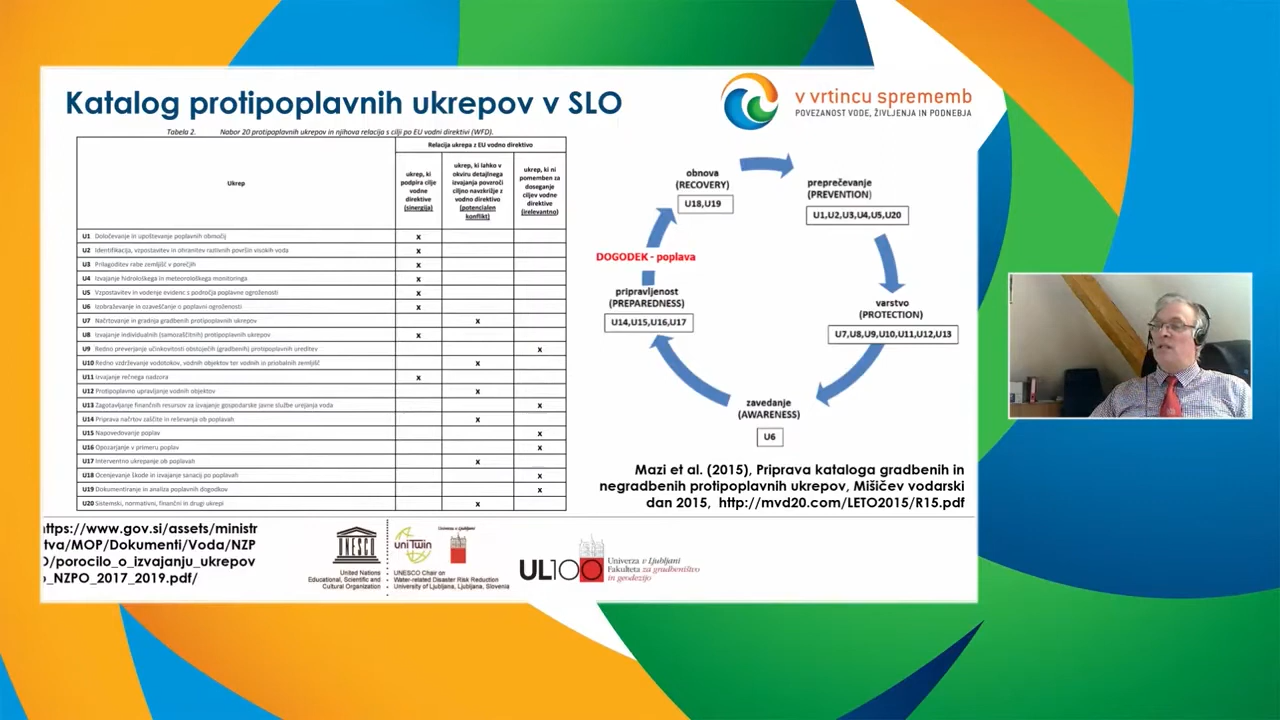 Katalog protipoplavnih ukrepov v SLO
v vrtincu sprememb
POVEZANOST VODE, ŽIVLJENJA IN PODNEBJA
Tabela 2. Nabor 20 protipoplavnih ukrepov in njihova relacija s cilji po EU vodni direktivi (WFD).
Ukrep
Relacija ukrepa z EU vodno direktivo
ukrep, ki
podpira cilje
vodne
direktive
(sinergija)
ukrep, ki lahko v
okviru detajlnega
izvajanja povzroči
ciljno navzkrižje z
vodno direktivo
(potencialen
konflikt)
ukrep, ki ni
pomemben za
doseganje
ciljev vodne
direktive
(irelevantno)
U1 Določevanje in upoštevanje poplavnih območij x
U2 Identifikacija, vzpostavitev in ohranitev razlivnih površin visokih voda x
U3 Prilagoditev rabe zemljišč v porečjih x
U4 Izvajanje hidrološkega in meteorološkega monitoringa x
U5 Vzpostavitev in vodenje evidenc s področja poplavne ogroženosti x
U6 Izobraževanje in ozaveščanje o poplavni ogroženosti x
U7 Načrtovanje in gradnja gradbenih protipoplavnih ukrepov x
U8 Izvajanje individualnih (samozaščitnih) protipoplavnih ukrepov x
U9 Redno preverjanje učinkovitosti obstoječih (gradbenih) protipoplavnih ureditev x
U10 Redno vzdrževanje vodotokov, vodnih objektov ter vodnih in priobalnih zemljišč x
U11 Izvajanje rečnega nadzora x
U12 Protipoplavno upravljanje vodnih objektov x
U13 Zagotavljanje finančnih resursov za izvajanje gospodarske javne službe urejanja voda x
U14 Priprava načrtov zaščite in reševanja ob poplavah x
U15 Napovedovanje poplav x
U16 Opozarjanje v primeru poplav x
U17 Interventno ukrepanje ob poplavah x
U18 Ocenjevanje škode in izvajanje sanacij po poplavah x
U19 Dokumentiranje in analiza poplavnih dogodkov x
U20 Sistemski, normativni, finančni in drugi ukrepi x
obnova
(RECOVERY)
U18,U19
preprečevanje
(PREVENTION)
U1,U2,U3,U4,U5,U20
DOGODEK - poplava
pripravljenost
(PREPAREDNESS)
U14,U15,U16,U17
varstvo
(PROTECTION)
U7,U8,U9,U10,U11,U12,U13
zavedanje
(AWARENESS)
U6
Mazi et al. (2015), Priprava kataloga gradbenih in
negradbenih protipoplavnih ukrepov, Mišičev vodarski
dan 2015, http://mvd20.com/LETO2015/R15.pdf
ttps://www.gov.si/assets/ministr
tva/MOP/Dokumenti/Voda/NZP
O/porocilo_o_izvajanju_ukrepov
_NZPO_2017_2019.pdf/
UNESCO
United Nations
Educational, Scientific and
Cultural Organization
uniTwin
Univerza v Ljubljani
UNESCO Chair on
Water-related Disaster Risk Reduction
University of Ljubljana, Ljubljana, Slovenia
UL100
Univerza v Ljubljani
Fakulteta za gradbeništvo
in geodezijo